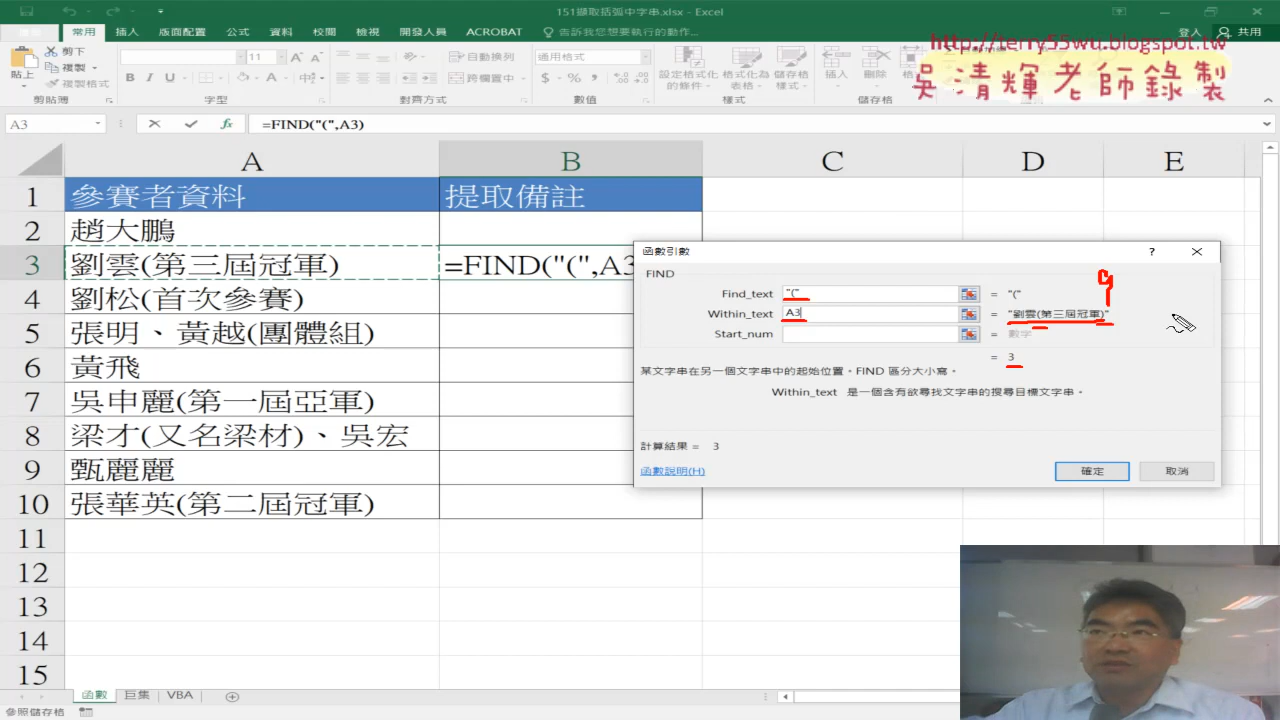 151擷取括弧中字串.xlsx - Excel
常用 插入 版面配置 公式 資料 校閱 檢視 開發人員 ACROBAT 告訴我您想要執行的動作... 登入 共用
http://terry55wu.blogspot.tw
吳清輝老師錄製
貼上 剪下 複製 複製格式 11 自動換列 通用格式 設定格式化的條件 格式化為表格 儲存格樣式 插入 刪除
剪貼簿 字型 對齊方式 數值 樣式 儲存格
A3 =FIND("(",A3)
A B C D E
1 參賽者資料 提取備註
2 趙大鵬
3 劉雲(第三屆冠軍) =FIND("(",A3
4 劉松(首次參賽)
5 張明、黃越(團體組)
6 黃飛
7 吳申麗(第一屆亞軍)
8 梁才(又名梁材)、吳宏
9 甄麗麗
10 張華英(第二屆冠軍)
11
12
13
14
15
函數引數 ?
FIND
9
Find_text "(" = "("
Within_text A3 = "劉雲(第三屆冠軍)"
Start_num = 數字
= 3
某文字串在另一個文字串中的起始位置。FIND 區分大小寫。
Within_text 是一個含有欲尋找文字串的搜尋目標文字串。
計算結果 = 3
函數說明(H) 確定 取消
函數 巨集 VBA
參照儲存格